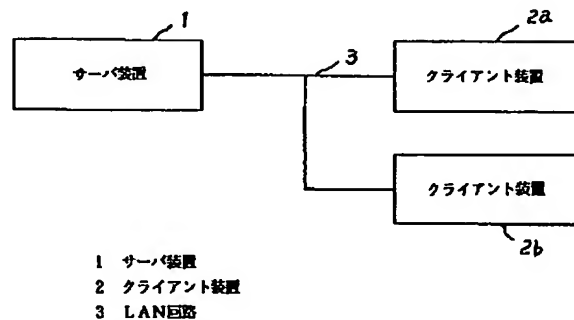 1
2a
サーバ装置
3
クライアント装置
クライアント装置
2b
1 サーバ装置
2 クライアント装置
3 LAN回路